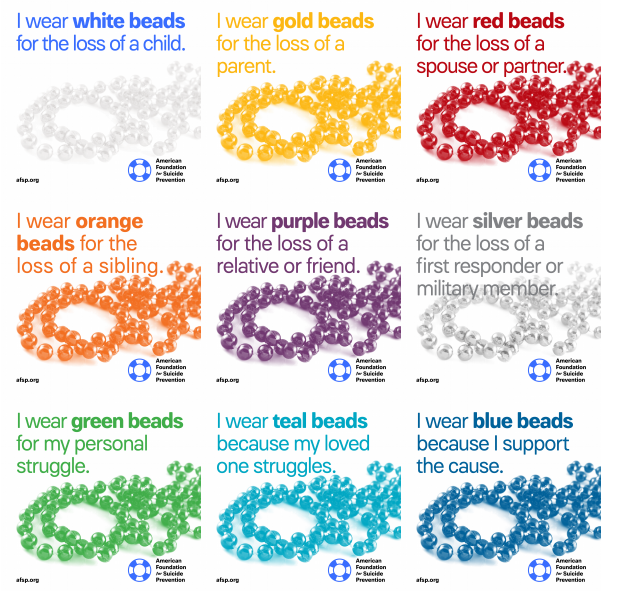 I wear white beads
for the loss of a child.
afsp.org
American
Foundation
for Suicide
Prevention
I wear gold beads
for the loss of a
parent.
afsp.org
American
Foundation
for Suicide
Prevention
I wear red beads
for the loss of a
spouse or partner.
afsp.org
American
Foundation
for Suicide
Prevention
I wear orange
beads for the
loss of a sibling.
afsp.org
American
Foundation
for Suicide
Prevention
I wear purple beads
for the loss of a
relative or friend.
afsp.org
American
Foundation
for Suicide
Prevention
I wear silver beads
for the loss of a
first responder or
military member.
afsp.org
American
Foundation
for Suicide
Prevention
I wear green beads
for my personal
struggle.
afsp.org
American
Foundation
for Suicide
Prevention
I wear teal beads
because my loved
one struggles.
afsp.org
American
Foundation
for Suicide
Prevention
I wear blue beads
because I support
the cause.
afsp.org
American
Foundation
for Suicide
Prevention